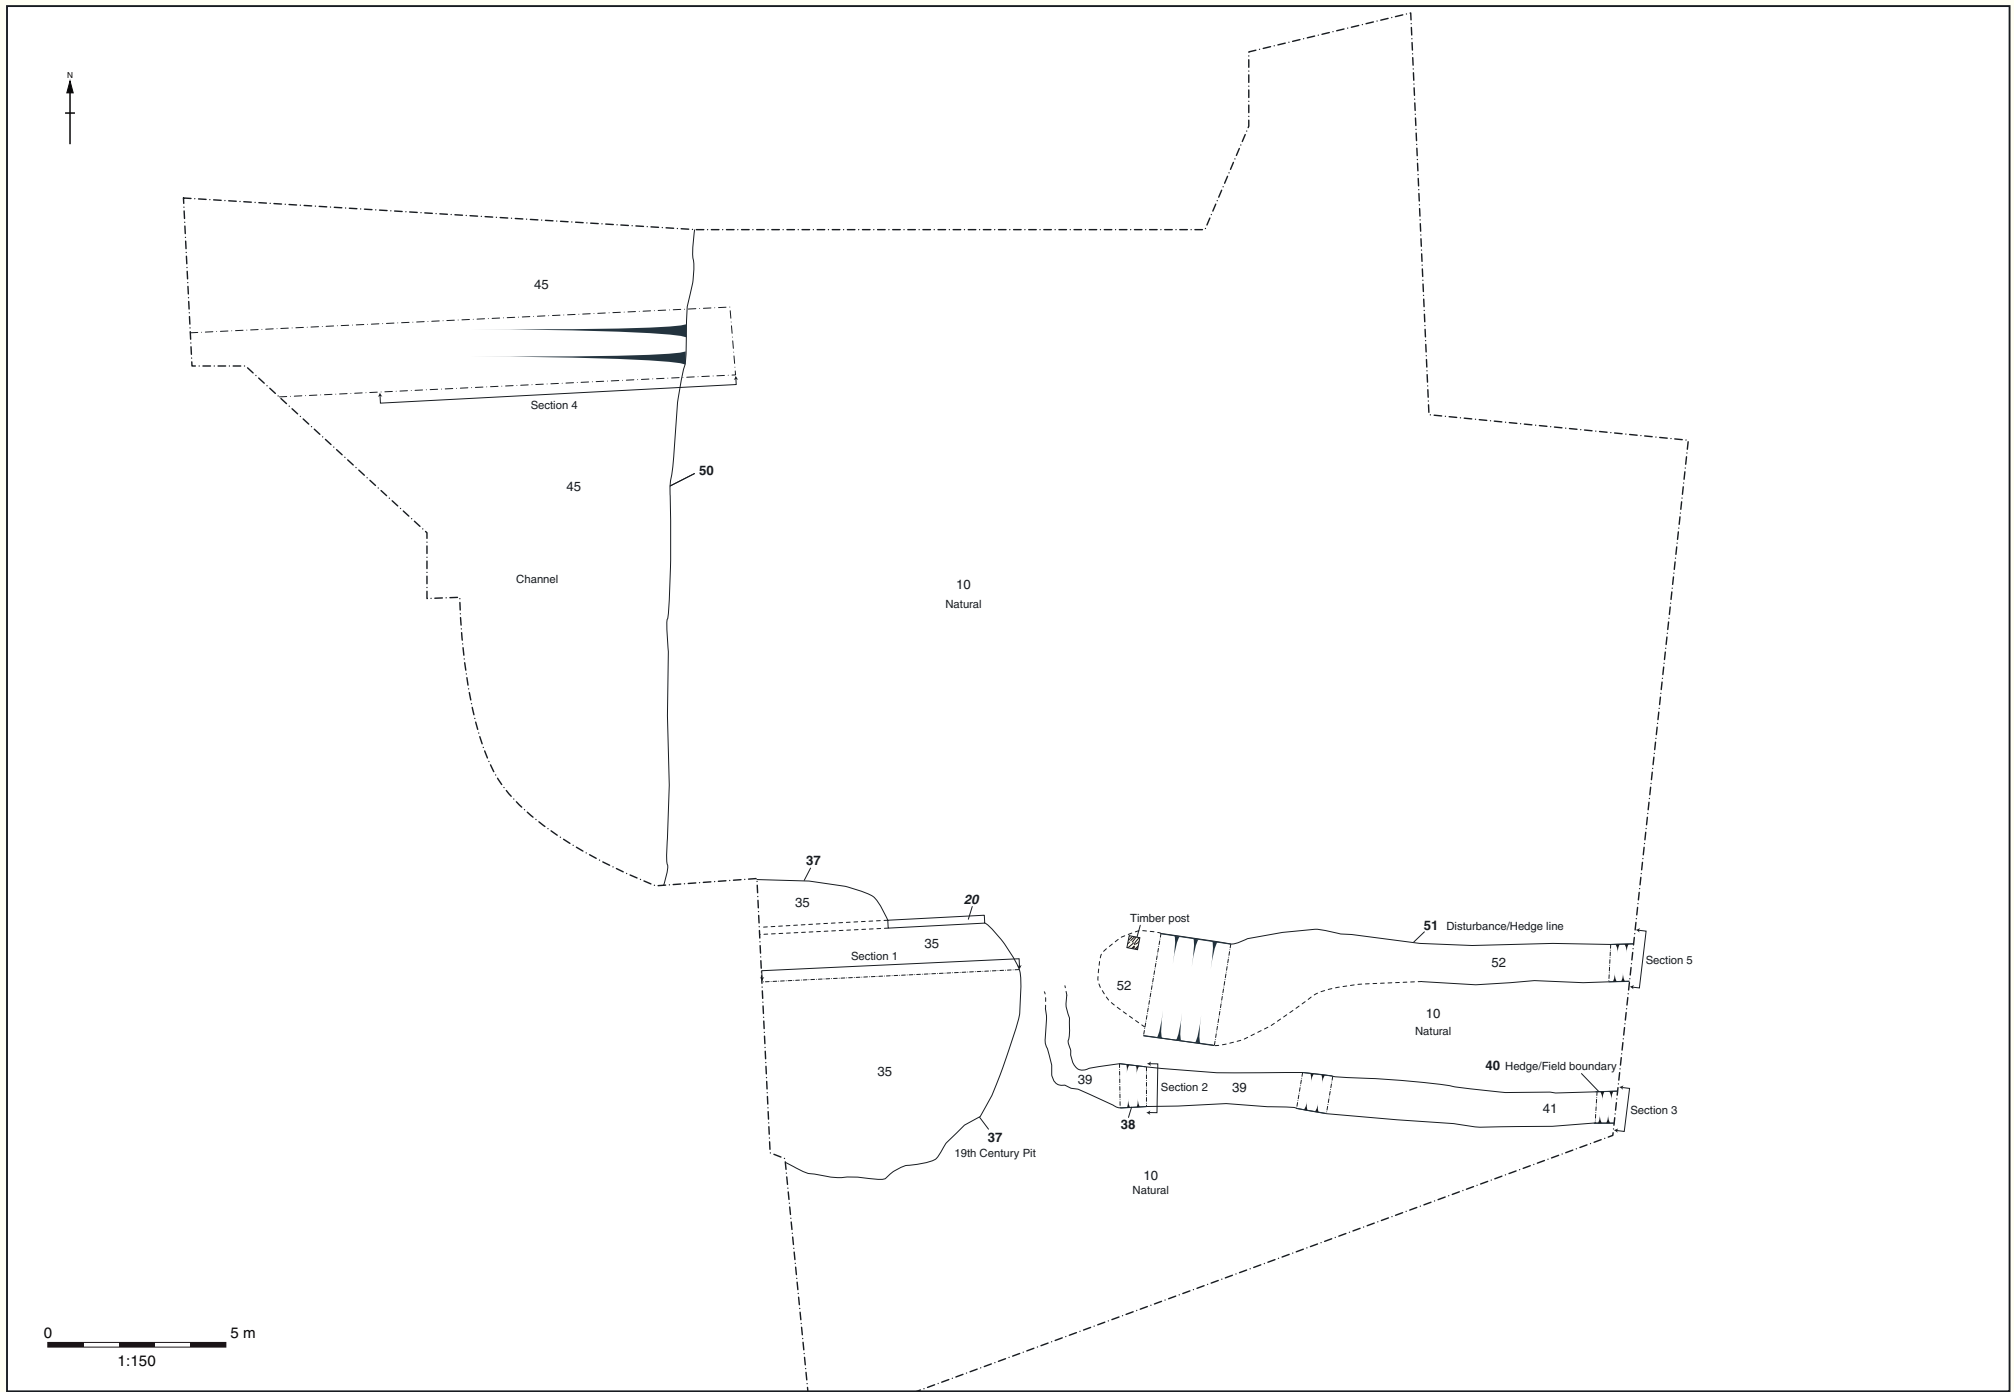 N
45
Section 4
50
45
Channel
10
Natural
37
35
20
35
Section 1
Timber post
51 Disturbance/Hedge line
52
Section 5
52
10
Natural
35
40 Hedge/Field boundary
39
Section 2
39
41
Section 3
38
37
19th Century Pit
10
Natural
0
5 m
1:150